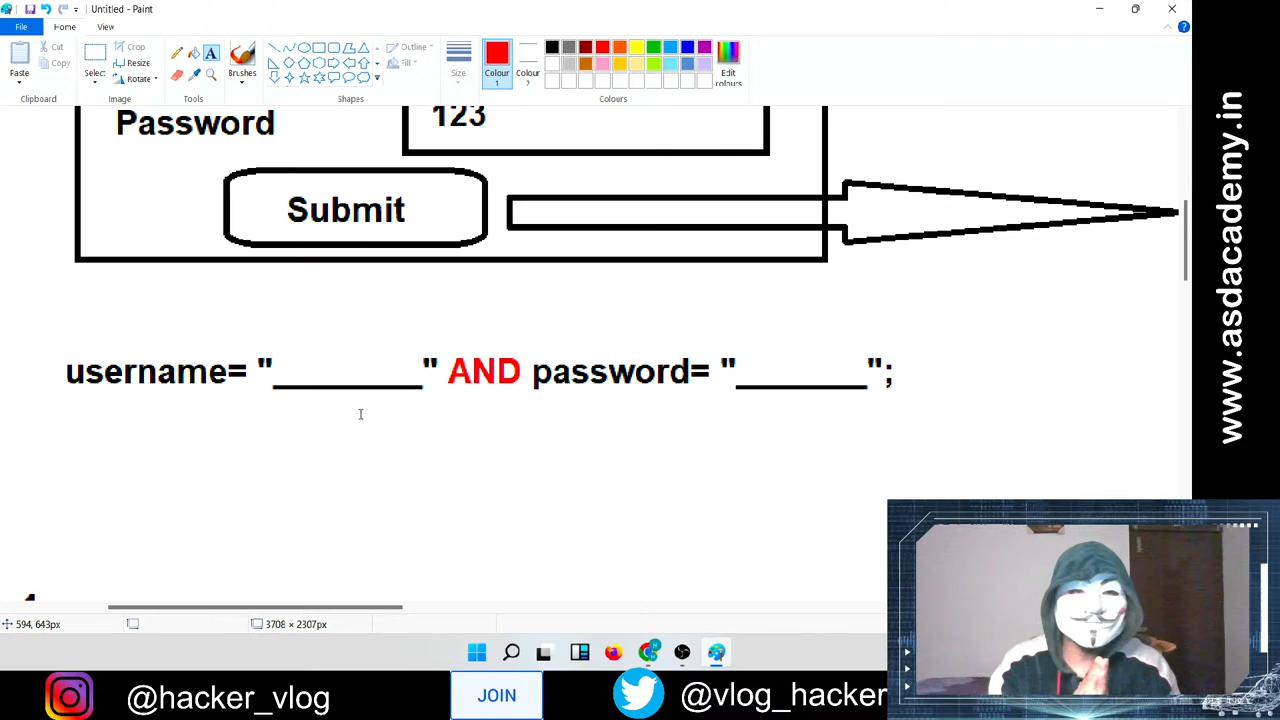 Untitled - Paint
File
Home
View
Paste
Cut
Copy
Clipboard
Select
Crop
Resize
Rotate
Image
A
Tools
Brushes
Outline
Fill
Shapes
Size
Colour 1
Colour 2
Edit colours
Colours
Password
123
Submit
username= "________" AND password= "_______";
594, 643px
3708 × 2307px
www.asdacademy.in
@hacker_vlog
JOIN
@vlog_hacker